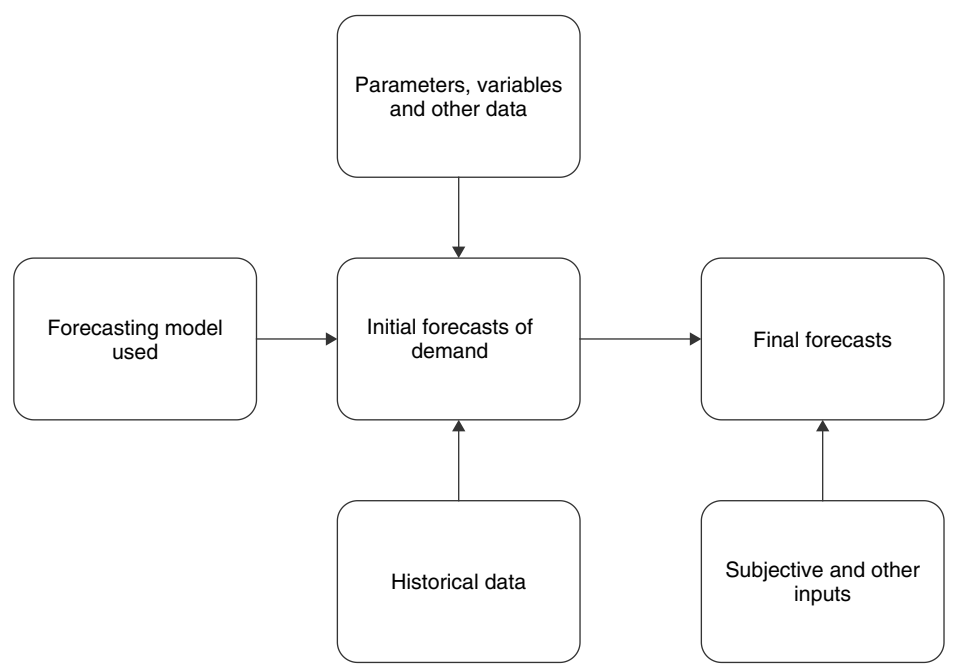 Parameters, variables
and other data
Forecasting model
used
Initial forecasts of
demand
Final forecasts
Historical data
Subjective and other
inputs